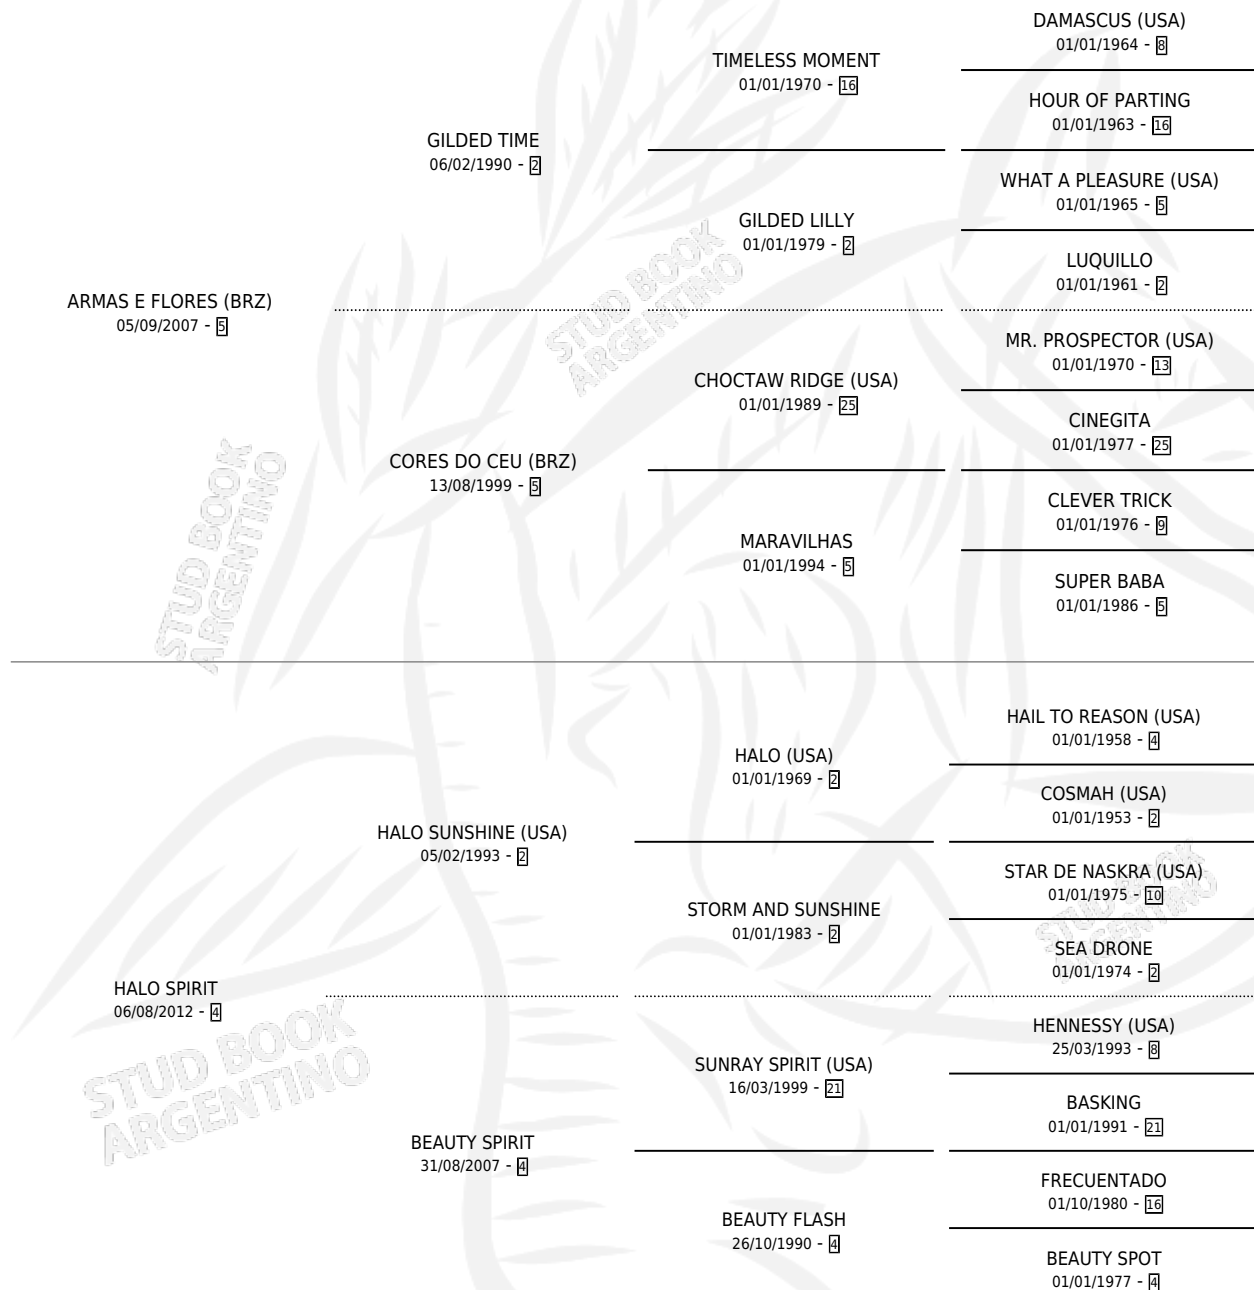 DAMASCUS (USA)
01/01/1964 - 8
TIMELESS MOMENT
01/01/1970 - 16
HOUR OF PARTING
01/01/1963 - 16
GILDED TIME
06/02/1990 - 2
WHAT A PLEASURE (USA)
01/01/1965 - 5
GILDED LILLY
01/01/1979 - 2
LUQUILLO
01/01/1961 - 2
ARMAS E FLORES (BRZ)
05/09/2007 - 5
STUD BOOK
ARGENTINO
MR. PROSPECTOR (USA)
01/01/1970 - 13
CHOCTAW RIDGE (USA)
01/01/1989 - 25
CINEGITA
01/01/1977 - 25
CORES DO CEU (BRZ)
13/08/1999 - 5
CLEVER TRICK
01/01/1976 - 9
MARAVILHAS
01/01/1994 - 5
SUPER BABA
01/01/1986 - 5
STUD BOOK
ARGENTINO
HAIL TO REASON (USA)
01/01/1958 - 4
HALO (USA)
01/01/1969 - 2
COSMAH (USA)
01/01/1953 - 2
HALO SUNSHINE (USA)
05/02/1993 - 2
STAR DE NASKRA (USA)
01/01/1975 - 10
STORM AND SUNSHINE
01/01/1983 - 2
SEA DRONE
01/01/1974 - 2
STUD BOOK
ARGENTINO
HALO SPIRIT
06/08/2012 - 4
HENNESSY (USA)
25/03/1993 - 8
SUNRAY SPIRIT (USA)
16/03/1999 - 21
BASKING
01/01/1991 - 21
STUD BOOK
ARGENTINO
BEAUTY SPIRIT
31/08/2007 - 4
FRECUENTADO
01/10/1980 - 16
BEAUTY FLASH
26/10/1990 - 4
BEAUTY SPOT
01/01/1977 - 4